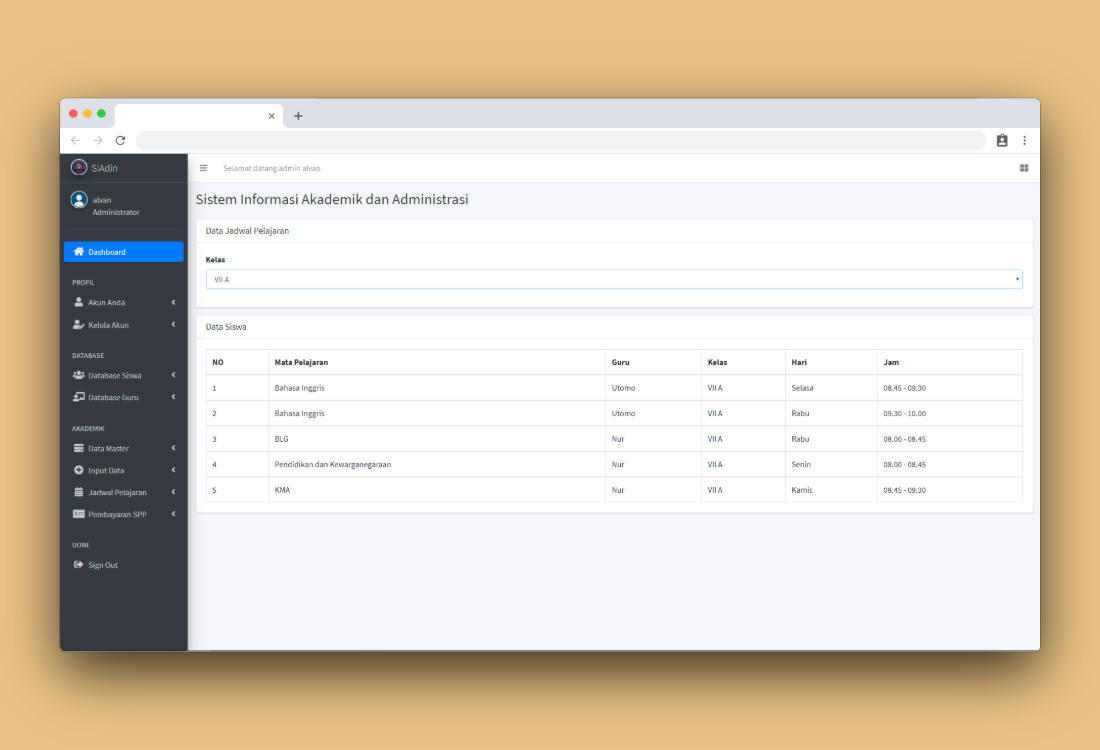 SIAdin
Selamat datang admin alvan
alvan
Administrator
Dashboard
PROFIL
Akun Anda
Kelola Akun
DATABASE
Database Siswa
Database Guru
AKADEMIK
Data Master
Input Data
Jadwal Pelajaran
Pembayaran SPP
DONE
Sign Out
Sistem Informasi Akademik dan Administrasi
Data Jadwal Pelajaran
Kelas
VII A
Data Siswa
NO Mata Pelajaran Guru Kelas Hari Jam
1 Bahasa Inggris Utomo VII A Selasa 08.45 - 09.30
2 Bahasa Inggris Utomo VII A Rabu 09.30 - 10.00
3 BLG Nur VII A Rabu 08.00 - 08.45
4 Pendidikan dan Kewarganegaraan Nur VII A Senin 08.00 - 08.45
5 KMA Nur VII A Kamis 08.45 - 09.30